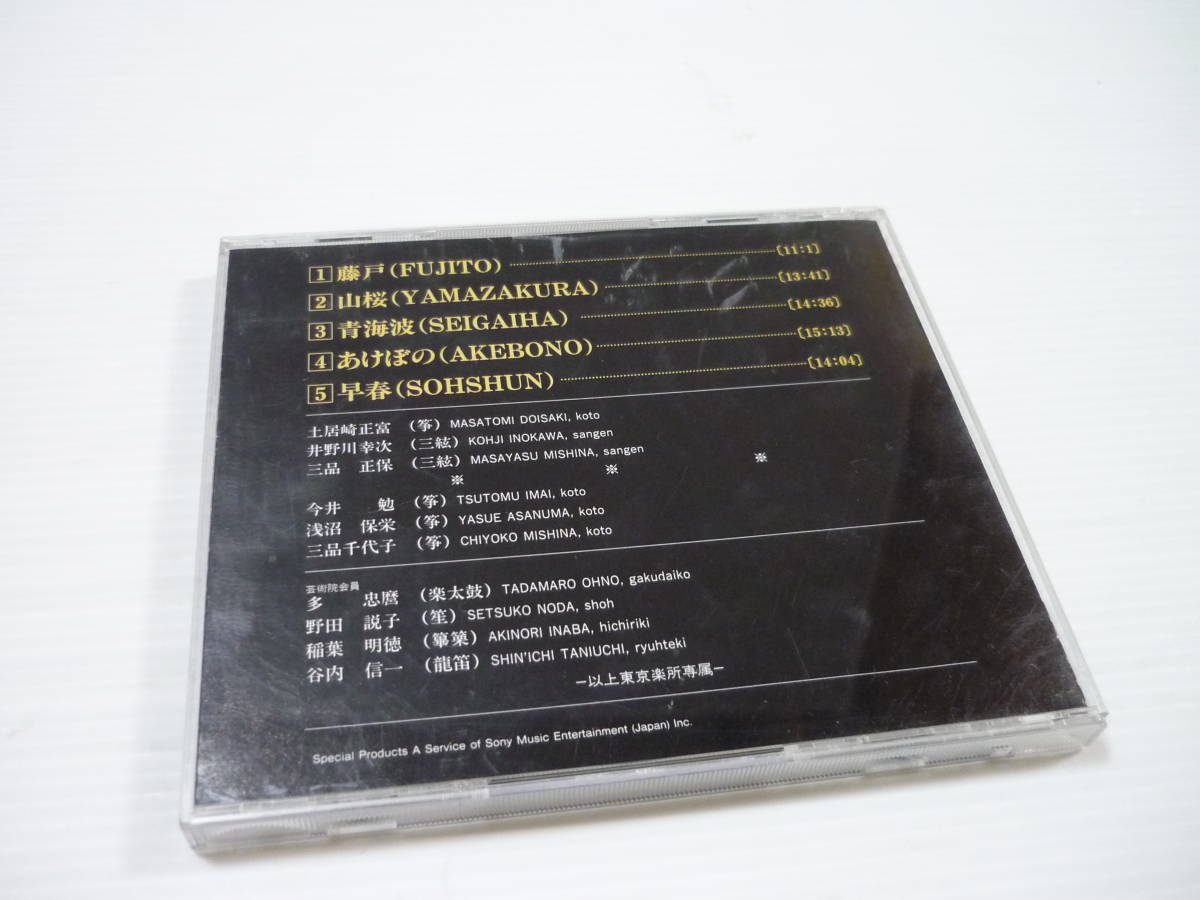 1 藤戸(FUJITO) 〔11:1〕
2 山桜(YAMAZAKURA) 〔13:41〕
3 青海波(SEIGAIHA) 〔14:36〕
4 あけぼの(AKEBONO) 〔15:13〕
5 早春(SOHSHUN) 〔14:04〕
土居崎正富 (筝) MASATOMI DOISAKI, koto
井野川幸次 (三絃) KOHJI INOKAWA, sangen
三品 正保 (三絃) MASAYASU MISHINA, sangen
※ ※ ※
今井 勉 (筝) TSUTOMU IMAI, koto
浅沼 保栄 (筝) YASUE ASANUMA, koto
三品千代子 (筝) CHIYOKO MISHINA, koto
芸術院会員
多 忠麿 (楽太鼓) TADAMARO OHNO, gakudaiko
野田 説子 (笙) SETSUKO NODA, shoh
稲葉 明徳 (篳篥) AKINORI INABA, hichiriki
谷内 信一 (龍笛) SHIN'ICHI TANIUCHI, ryuhteki
−以上東京楽所専属−
Special Products A Service of Sony Music Entertainment (Japan) Inc.